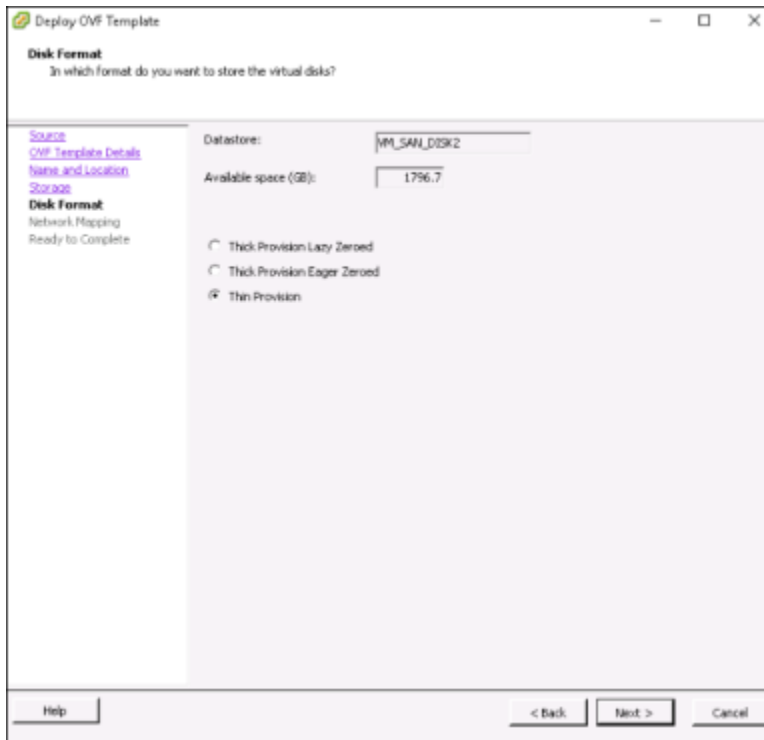 Deploy OVF Template
Disk Format
In which format do you want to store the virtual disks?
Source
OVF Template Details
Name and Location
Storage
Disk Format
Network Mapping
Ready to Complete
Datastore:
VM_SAN_DISK2
Available space (GB):
1796.7
Thick Provision Lazy Zeroed
Thick Provision Eager Zeroed
Thin Provision
Help
< Back
Next >
Cancel